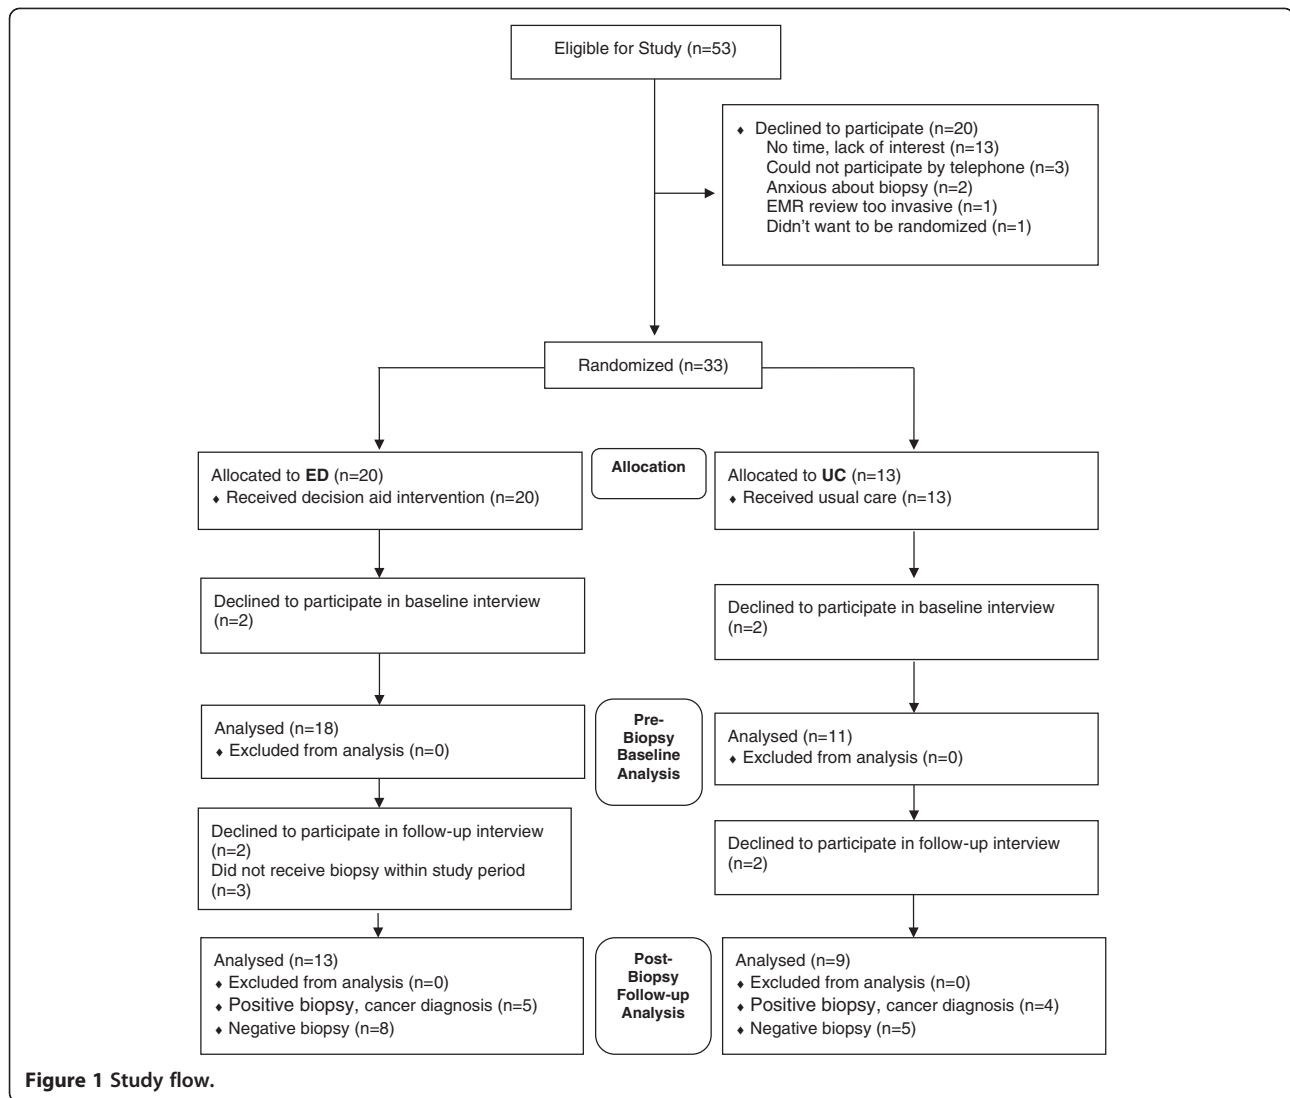 Eligible for Study (n=53)
♦ Declined to participate (n=20)
No time, lack of interest (n=13)
Could not participate by telephone (n=3)
Anxious about biopsy (n=2)
EMR review too invasive (n=1)
Didn't want to be randomized (n=1)
Randomized (n=33)
Allocated to ED (n=20)
♦ Received decision aid intervention (n=20)
Allocation
Allocated to UC (n=13)
♦ Received usual care (n=13)
Declined to participate in baseline interview
(n=2)
Declined to participate in baseline interview
(n=2)
Analysed (n=18)
♦ Excluded from analysis (n=0)
Pre-
Biopsy
Baseline
Analysis
Analysed (n=11)
♦ Excluded from analysis (n=0)
Declined to participate in follow-up interview
(n=2)
Did not receive biopsy within study period
(n=3)
Declined to participate in follow-up interview
(n=2)
Analysed (n=13)
♦ Excluded from analysis (n=0)
♦ Positive biopsy, cancer diagnosis (n=5)
♦ Negative biopsy (n=8)
Post-
Biopsy
Follow-up
Analysis
Analysed (n=9)
♦ Excluded from analysis (n=0)
♦ Positive biopsy, cancer diagnosis (n=4)
♦ Negative biopsy (n=5)
Figure 1 Study flow.